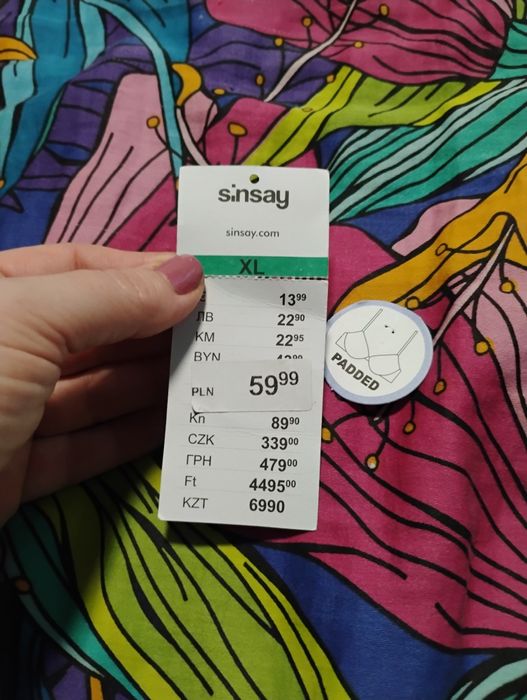 sinsay
sinsay.com
XL
13⁹⁹
ЛВ 22⁹⁰
KM 22⁹⁵
BYN
PLN 59⁹⁹
Kn 89⁹⁰
CZK 339⁰⁰
ГРН 479⁰⁰
Ft 4495⁰⁰
KZT 6990
PADDED